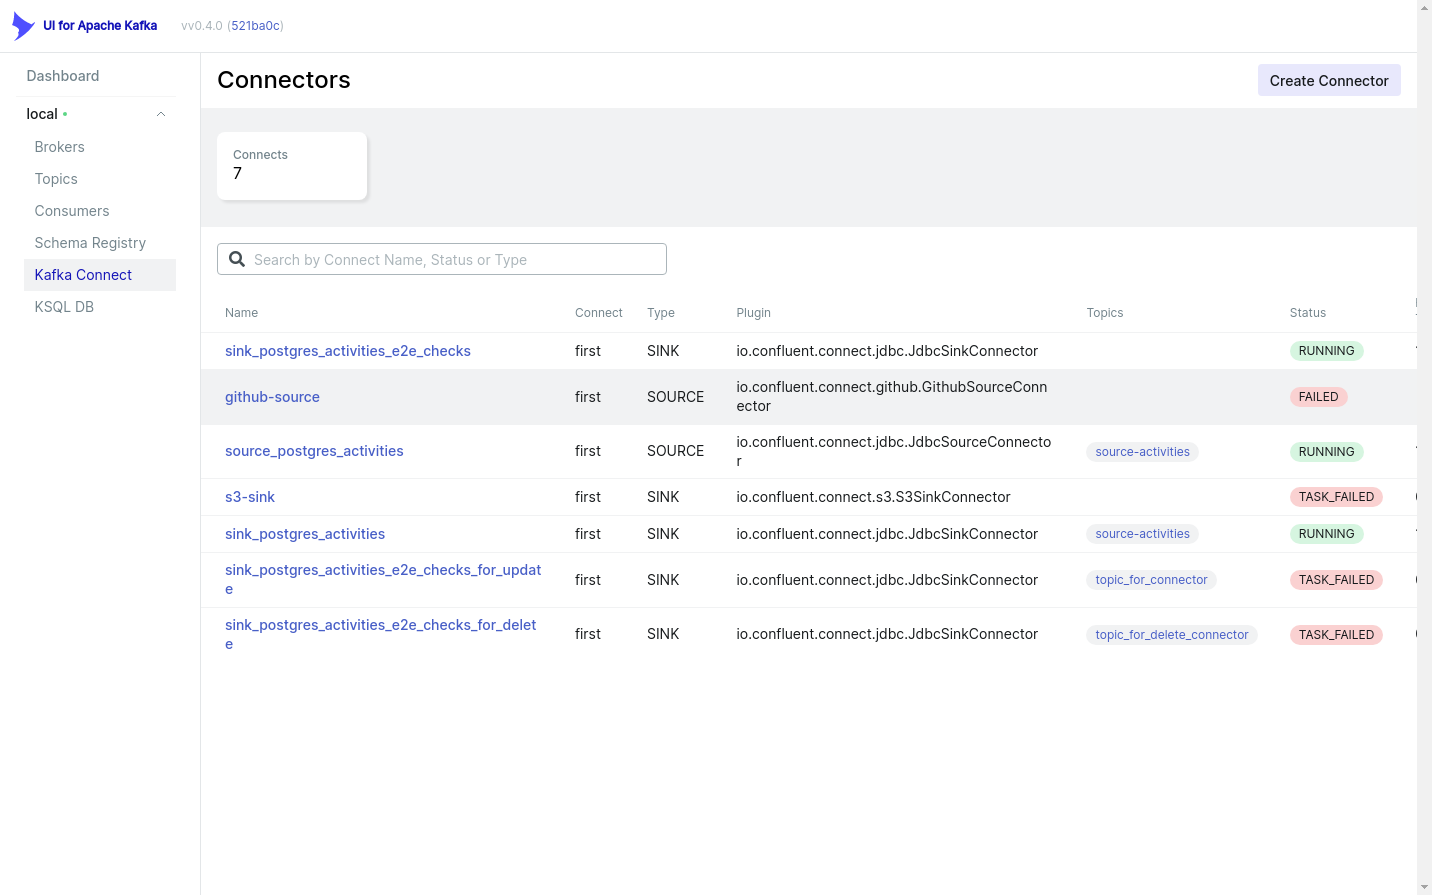 UI for Apache Kafka vv0.4.0 (521ba0c)
Dashboard
local
Brokers
Topics
Consumers
Schema Registry
Kafka Connect
KSQL DB
Connectors
Create Connector
Connects
7
Search by Connect Name, Status or Type
Name Connect Type Plugin Topics Status
sink_postgres_activities_e2e_checks first SINK io.confluent.connect.jdbc.JdbcSinkConnector RUNNING
github-source first SOURCE io.confluent.connect.github.GithubSourceConn
ector FAILED
source_postgres_activities first SOURCE io.confluent.connect.jdbc.JdbcSourceConnecto
r source-activities RUNNING
s3-sink first SINK io.confluent.connect.s3.S3SinkConnector TASK_FAILED
sink_postgres_activities first SINK io.confluent.connect.jdbc.JdbcSinkConnector source-activities RUNNING
sink_postgres_activities_e2e_checks_for_updat
e first SINK io.confluent.connect.jdbc.JdbcSinkConnector topic_for_connector TASK_FAILED
sink_postgres_activities_e2e_checks_for_delet
e first SINK io.confluent.connect.jdbc.JdbcSinkConnector topic_for_delete_connector TASK_FAILED